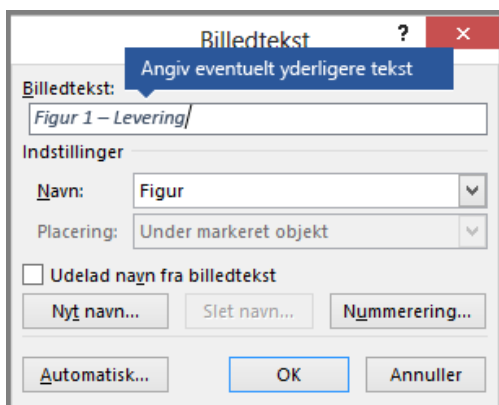 Billedtekst ? ×
Angiv eventuelt yderligere tekst
Billedtekst:
Figur 1 – Levering
Indstillinger
Navn: Figur
Placering: Under markeret objekt
Udelad navn fra billedtekst
Nyt navn... Slet navn... Nummerering...
Automatisk... OK Annuller